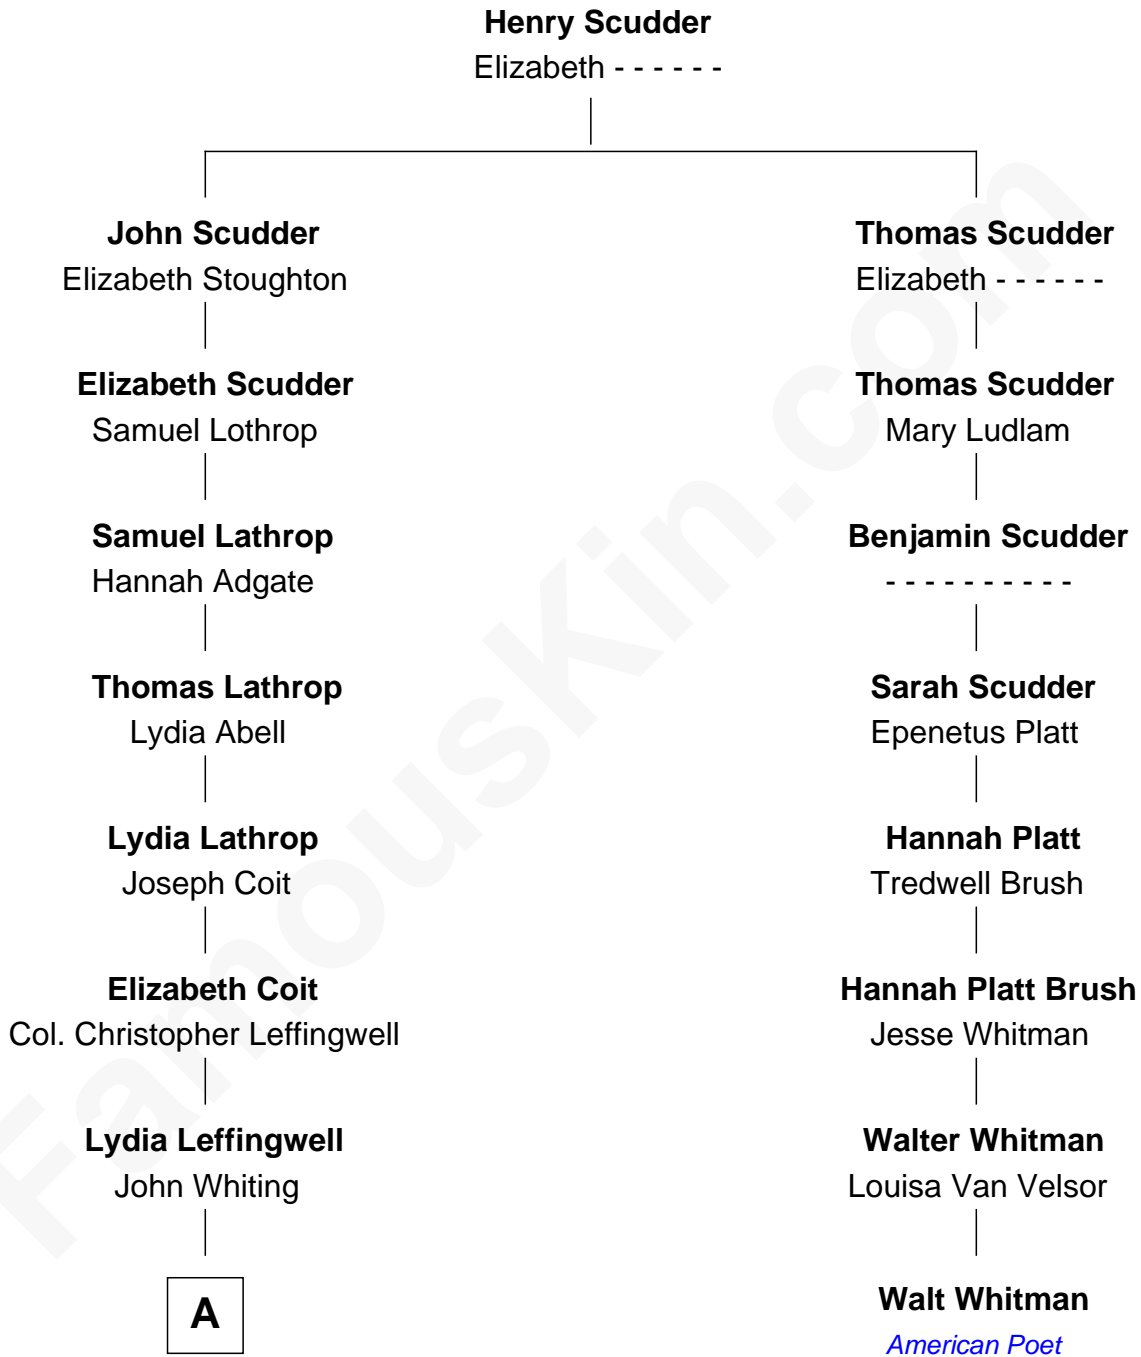 Henry Scudder
Elizabeth - - - - - -
John Scudder
Elizabeth Stoughton
Thomas Scudder
Elizabeth - - - - - -
Elizabeth Scudder
Samuel Lothrop
Thomas Scudder
Mary Ludlam
Samuel Lathrop
Hannah Adgate
Benjamin Scudder
- - - - - - - - - -
Thomas Lathrop
Lydia Abell
Sarah Scudder
Epenetus Platt
Lydia Lathrop
Joseph Coit
Hannah Platt
Tredwell Brush
Elizabeth Coit
Col. Christopher Leffingwell
Hannah Platt Brush
Jesse Whitman
Lydia Leffingwell
John Whiting
Walter Whitman
Louisa Van Velsor
A
Walt Whitman
American Poet
FamousKin.com